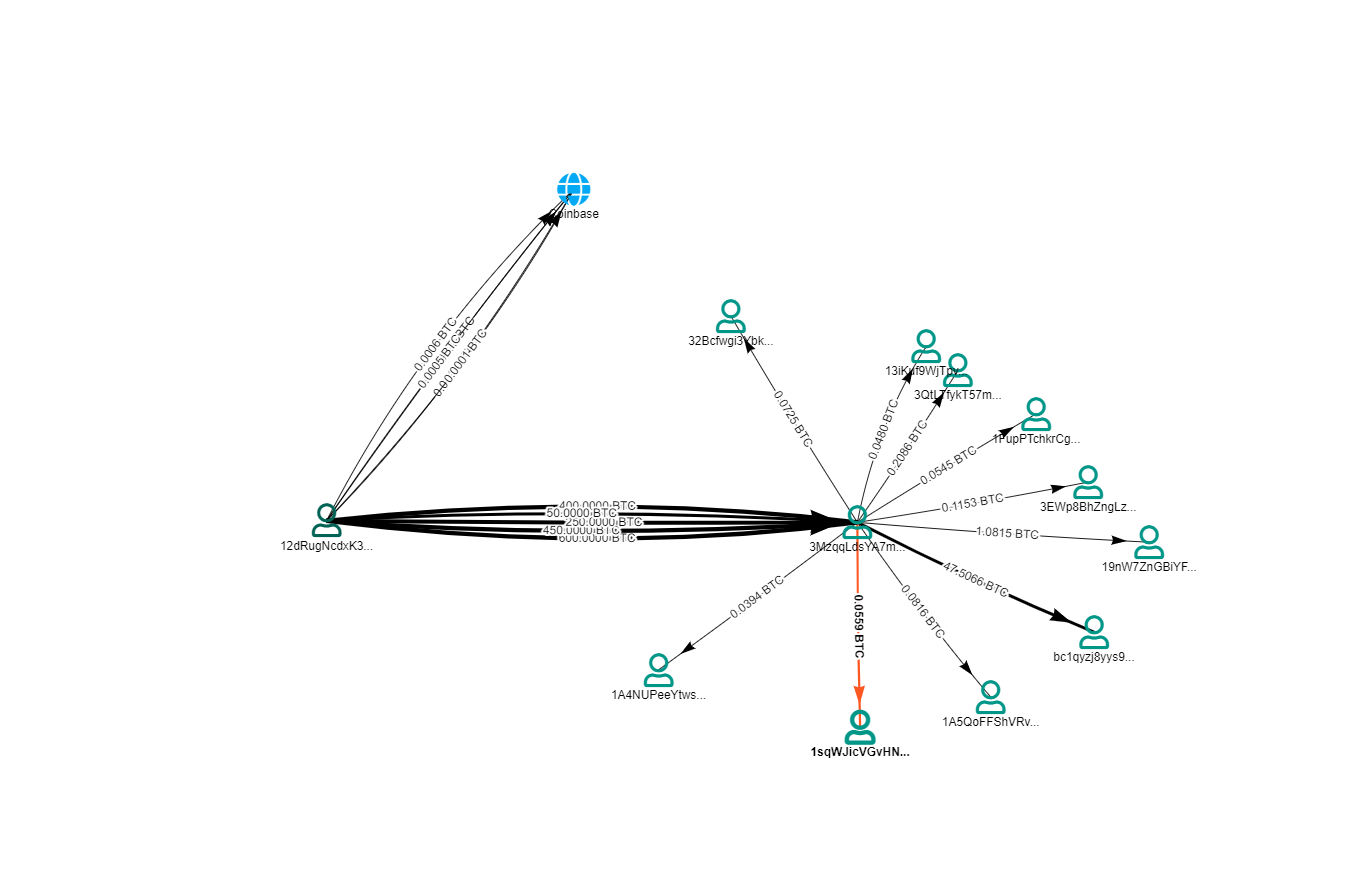 Coinbase
0.0006 BTC
0.0005 BTC
0.0001 BTC
32Bcfwgi3Ybk...
13iKuf9WjTpy...
3QtLTfykT57m...
1PupPTchkrCg...
0.0725 BTC
0.0480 BTC
0.2086 BTC
0.0545 BTC
0.1153 BTC
3EWp8BhZngLz...
400.0000 BTC
50.0000 BTC
250.0000 BTC
450.0000 BTC
600.0000 BTC
12dRugNcdxK3...
3MzqqLdsYA7m...
1.0815 BTC
19nW7ZnGBiYF...
47.5066 BTC
0.0394 BTC
0.0559 BTC
0.0816 BTC
bc1qyzj8yys9...
1A4NUPeeYtws...
1A5QoFFShVRv...
1sqWJicVGvHN...